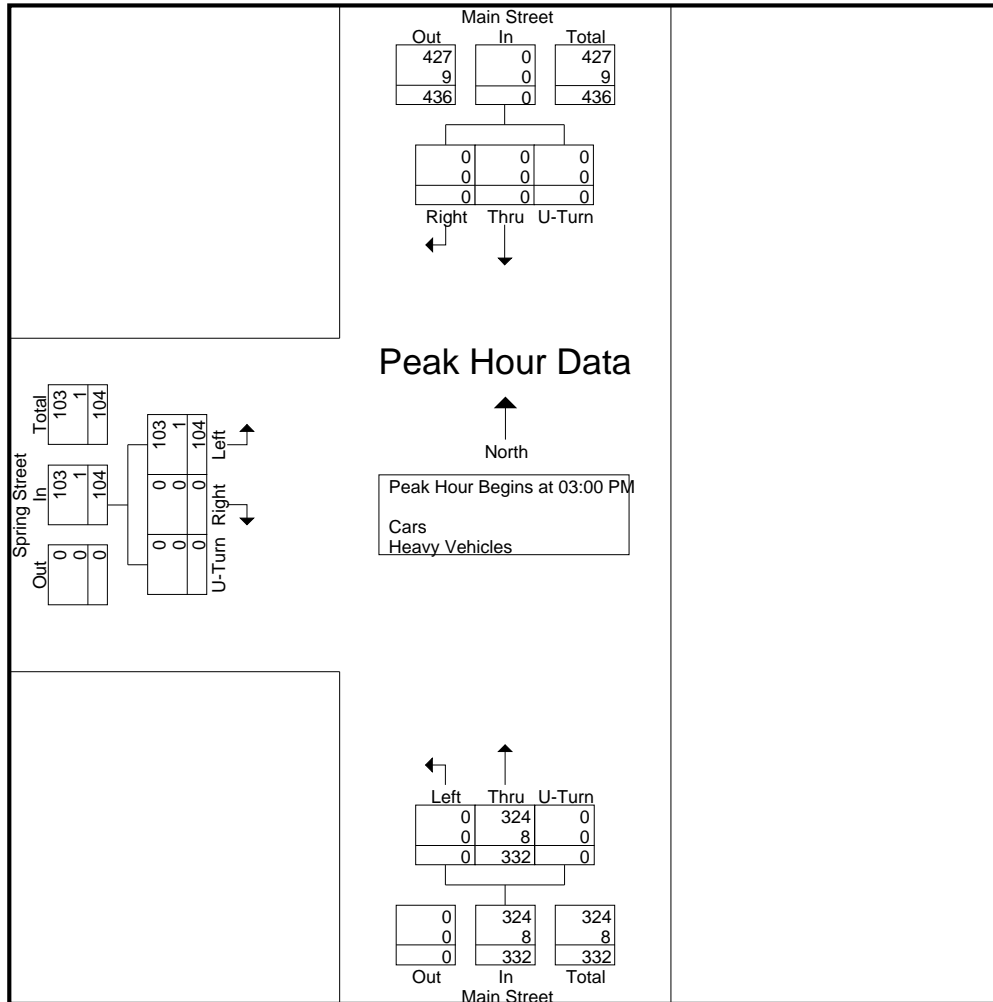 Main Street
Out In Total
427 0 427
9 0 9
436 0 436
0 0 0
0 0 0
0 0 0
Right Thru U-Turn
Peak Hour Data
North
Peak Hour Begins at 03:00 PM
Cars
Heavy Vehicles
Spring Street
Out In Total
0 103 103
0 1 1
0 104 104
0 0 103
0 0 1
0 0 104
U-Turn Right Left
Left Thru U-Turn
0 324 0
0 8 0
0 332 0
0 324 324
0 8 8
0 332 332
Out In Total
Main Street